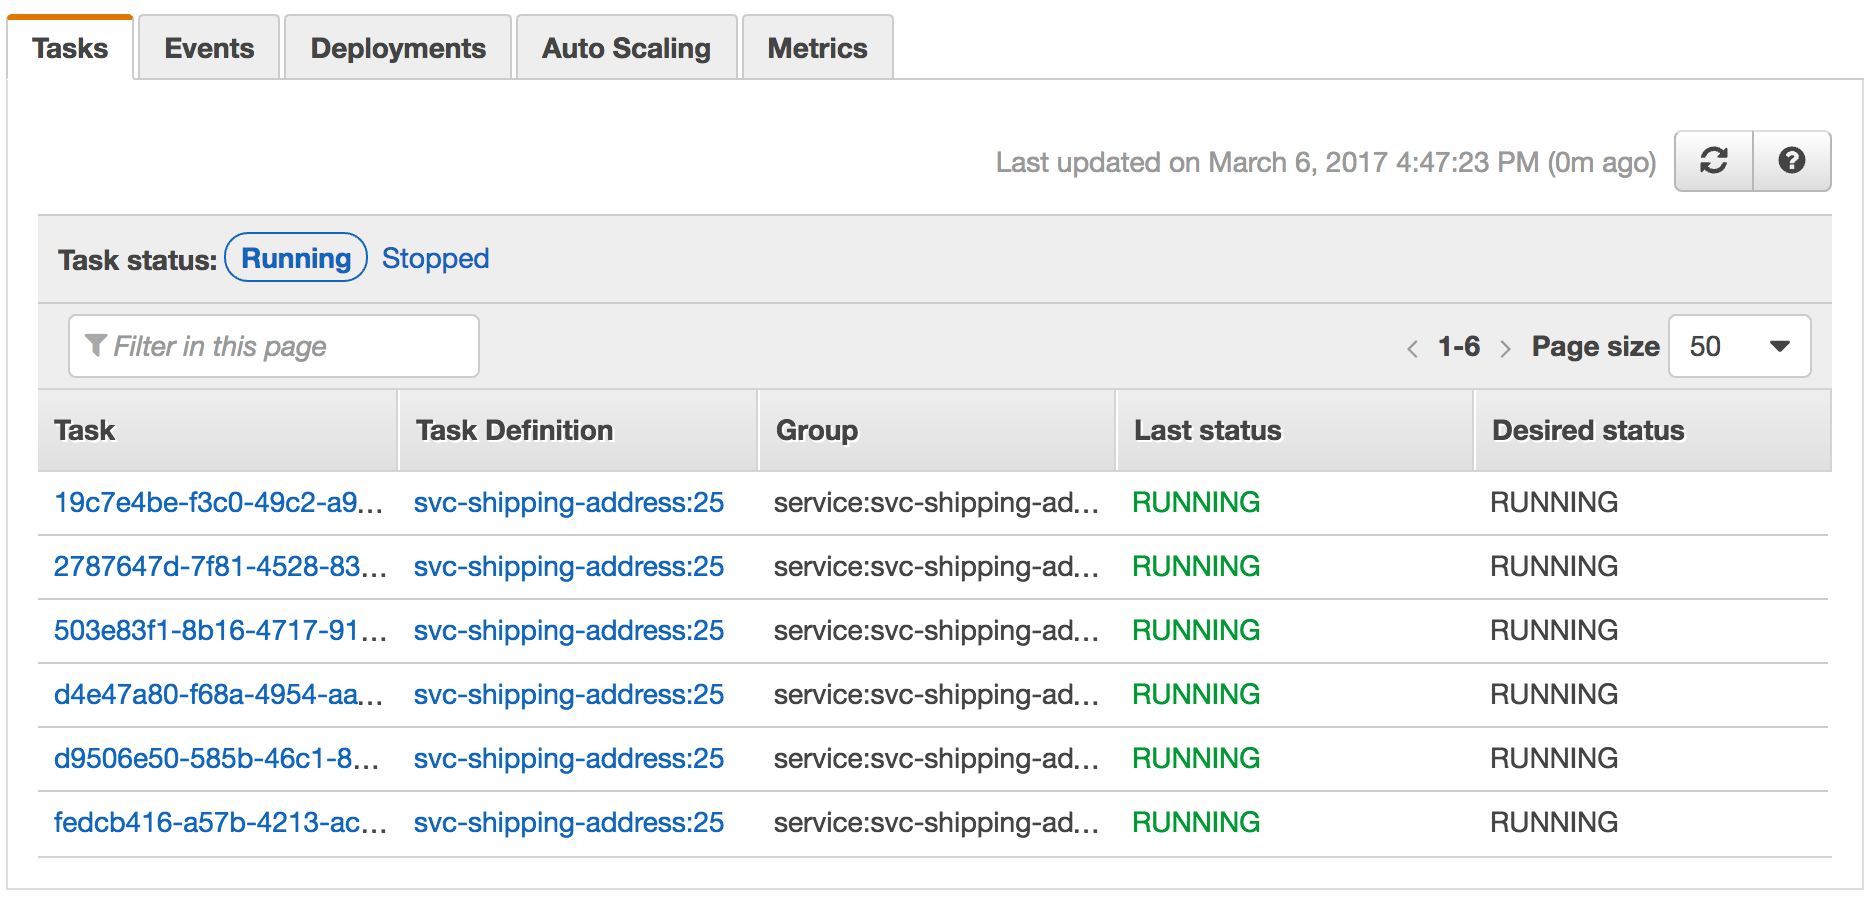 Tasks Events Deployments Auto Scaling Metrics
Last updated on March 6, 2017 4:47:23 PM (0m ago)
Task status: Running Stopped
Filter in this page < 1-6 > Page size 50
Task Task Definition Group Last status Desired status
19c7e4be-f3c0-49c2-a9... svc-shipping-address:25 service:svc-shipping-ad... RUNNING RUNNING
2787647d-7f81-4528-83... svc-shipping-address:25 service:svc-shipping-ad... RUNNING RUNNING
503e83f1-8b16-4717-91... svc-shipping-address:25 service:svc-shipping-ad... RUNNING RUNNING
d4e47a80-f68a-4954-aa... svc-shipping-address:25 service:svc-shipping-ad... RUNNING RUNNING
d9506e50-585b-46c1-8... svc-shipping-address:25 service:svc-shipping-ad... RUNNING RUNNING
fedcb416-a57b-4213-ac... svc-shipping-address:25 service:svc-shipping-ad... RUNNING RUNNING